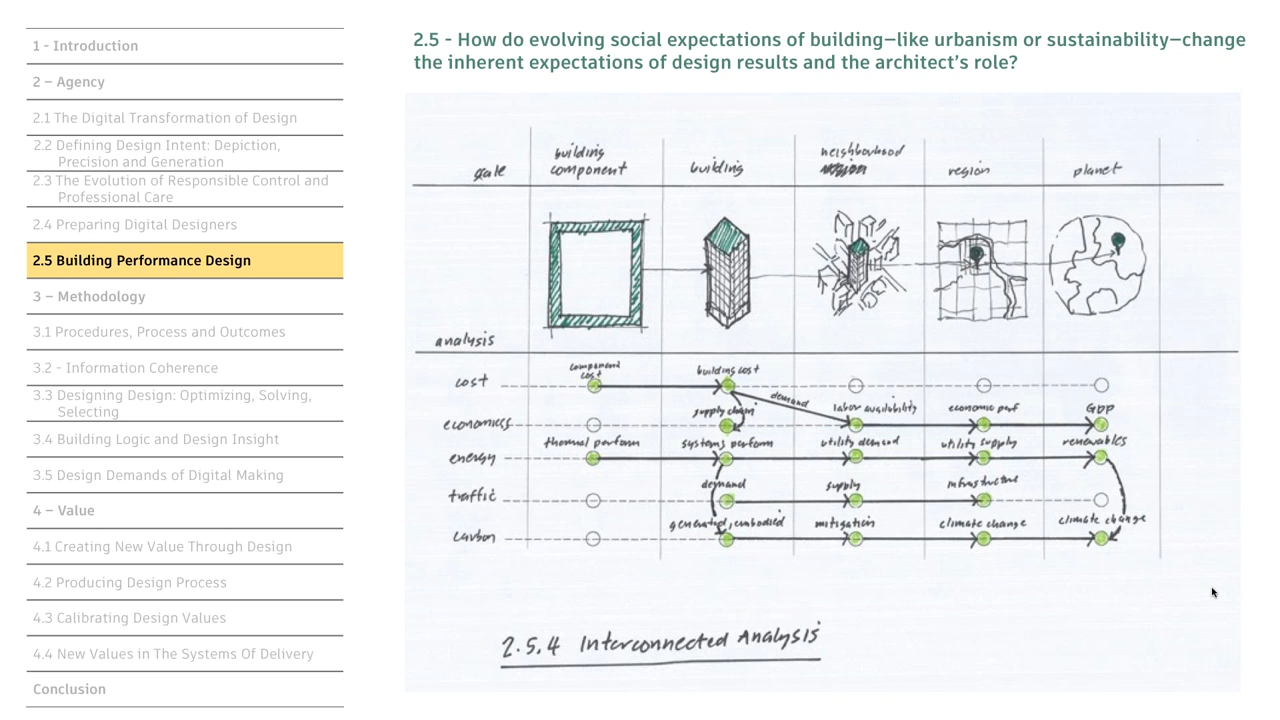 1 - Introduction
2 – Agency
2.1 The Digital Transformation of Design
2.2 Defining Design Intent: Depiction,
Precision and Generation
2.3 The Evolution of Responsible Control and
Professional Care
2.4 Preparing Digital Designers
2.5 Building Performance Design
3 – Methodology
3.1 Procedures, Process and Outcomes
3.2 - Information Coherence
3.3 Designing Design: Optimizing, Solving,
Selecting
3.4 Building Logic and Design Insight
3.5 Design Demands of Digital Making
4 – Value
4.1 Creating New Value Through Design
4.2 Producing Design Process
4.3 Calibrating Design Values
4.4 New Values in The Systems Of Delivery
Conclusion
2.5 - How do evolving social expectations of building—like urbanism or sustainability—change
the inherent expectations of design results and the architect’s role?
building component
building
neighbourhood
region
planet
analysis
component cost
building cost
cost
demand
supply chain
labor availability
economic perf
GDP
economics
thermal perform
systems perform
utility demand
utility supply
renewables
energy
demand
supply
infrastructure
traffic
generated, embodied
mitigation
climate change
climate change
carbon
2.5.4 Interconnected Analysis